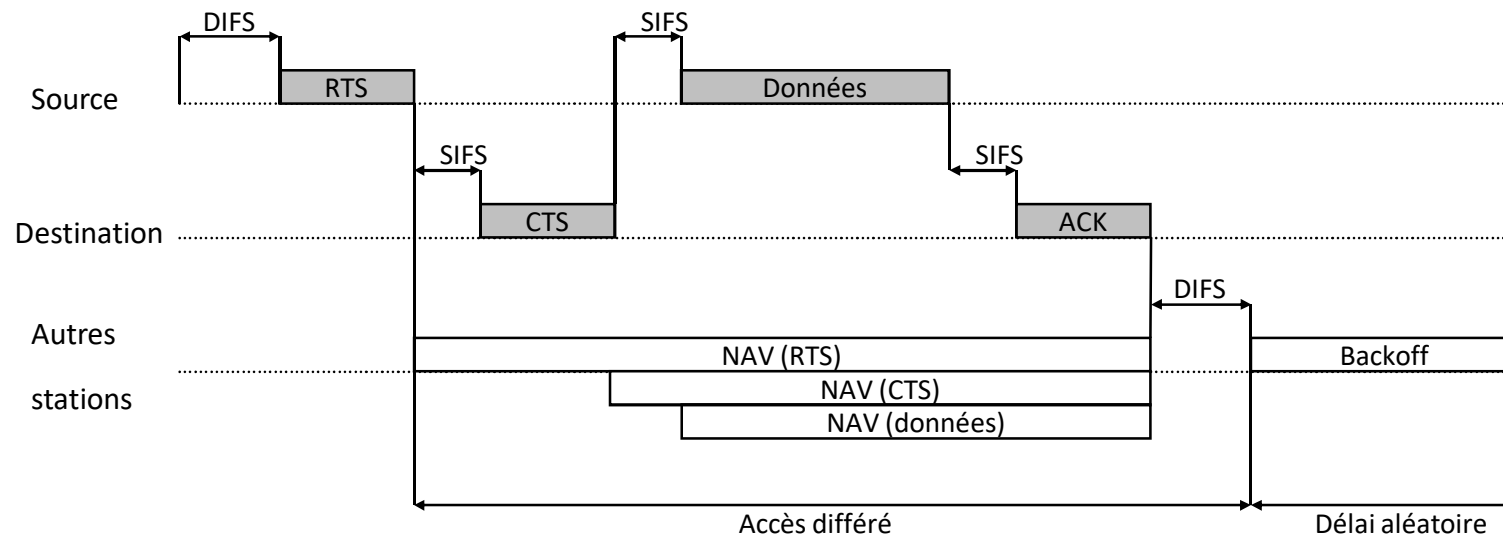 DIFS SIFS
RTS Données
Source
SIFS SIFS
CTS ACK
Destination
DIFS
Autres
NAV (RTS) Backoff
NAV (CTS)
stations
NAV (données)
Accès différé Délai aléatoire